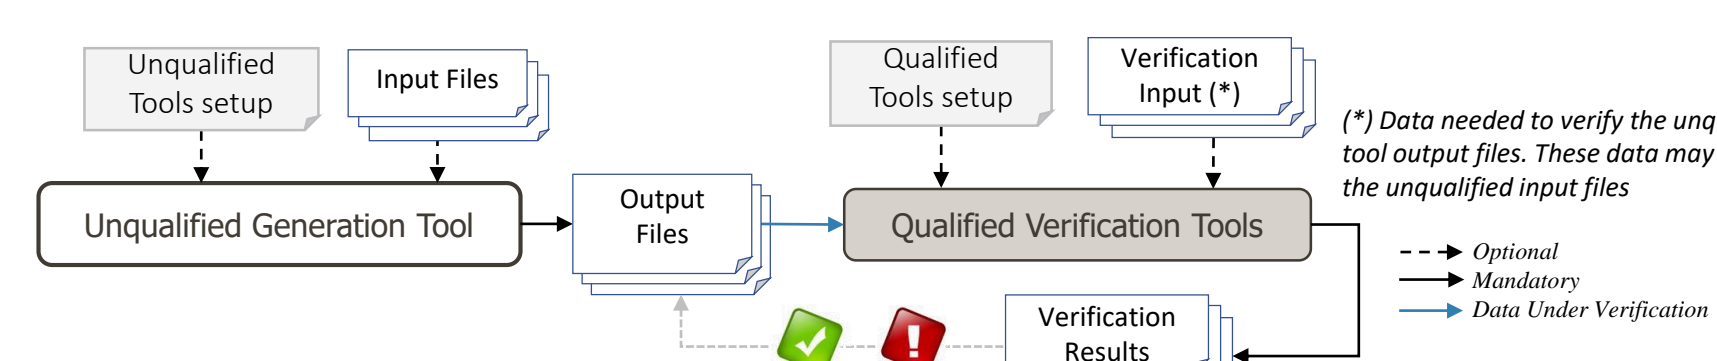 Unqualified
Tools setup
Input Files
Qualified
Tools setup
Verification
Input (*)
(*) Data needed to verify the unq
tool output files. These data may
the unqualified input files
Unqualified Generation Tool
Output
Files
Qualified Verification Tools
Optional
Mandatory
Data Under Verification
Verification
Results